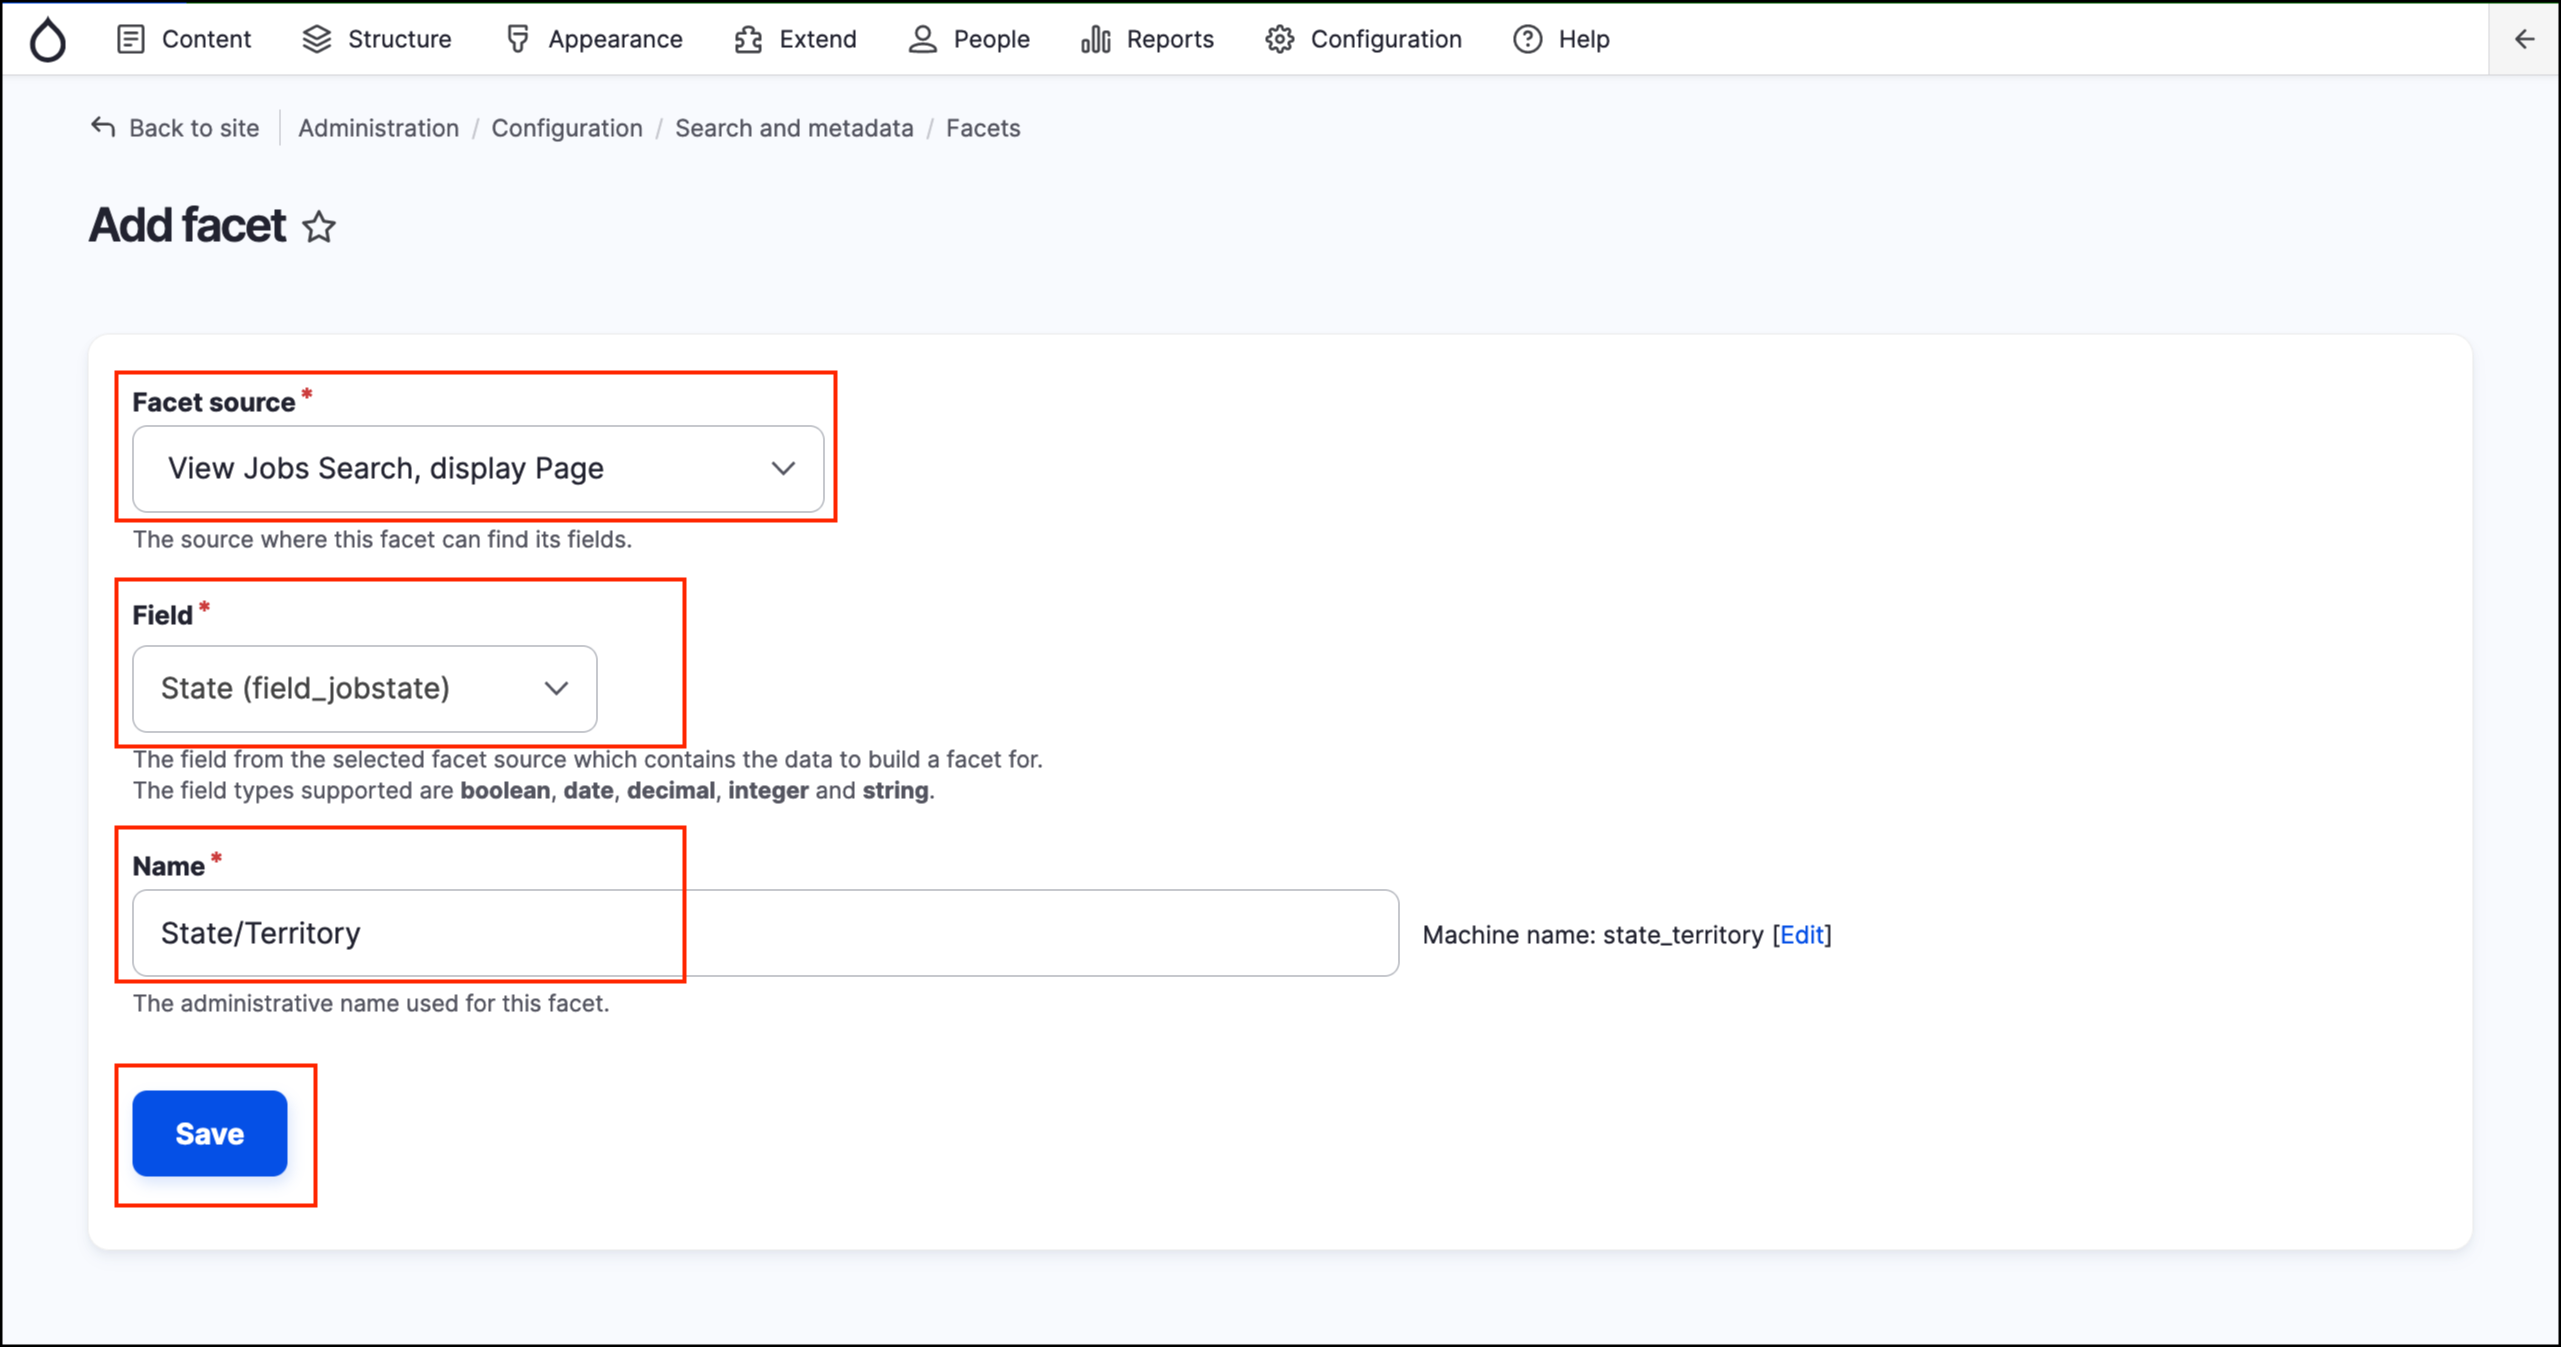 Content Structure Appearance Extend People Reports Configuration Help
Back to site Administration / Configuration / Search and metadata / Facets
Add facet
Facet source *
View Jobs Search, display Page
The source where this facet can find its fields.
Field *
State (field_jobstate)
The field from the selected facet source which contains the data to build a facet for.
The field types supported are boolean, date, decimal, integer and string.
Name *
State/Territory
Machine name: state_territory [Edit]
The administrative name used for this facet.
Save